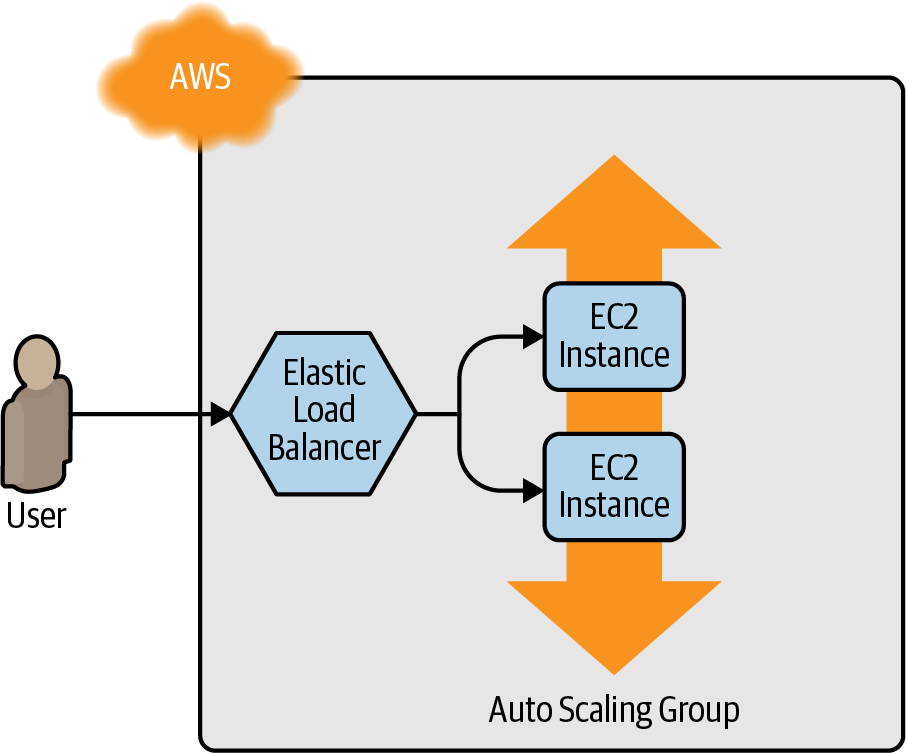 AWS
User
Elastic
Load
Balancer
EC2
Instance
EC2
Instance
Auto Scaling Group